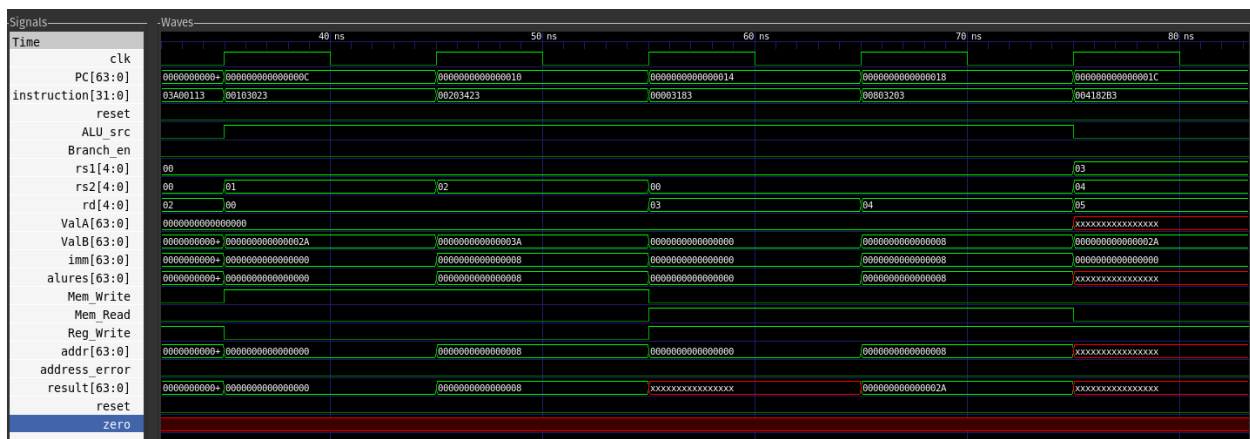 Signals Waves
Time 40 ns 50 ns 60 ns 70 ns 80 ns
clk
PC[63:0] 0000000000+ 000000000000000C 0000000000000010 0000000000000014 0000000000000018 000000000000001C
instruction[31:0] 03A00113 00103023 00203423 00003183 00803203 004182B3
reset
ALU_src
Branch_en
rs1[4:0] 00 03
rs2[4:0] 00 01 02 00 04
rd[4:0] 02 00 03 04 05
ValA[63:0] 0000000000000000 xxxxxxxxxxxxxxxx
ValB[63:0] 0000000000+ 000000000000002A 000000000000003A 0000000000000000 0000000000000008 000000000000002A
imm[63:0] 0000000000+ 0000000000000000 0000000000000008 0000000000000000 0000000000000008 0000000000000000
alures[63:0] 0000000000+ 0000000000000000 0000000000000008 0000000000000000 0000000000000008 xxxxxxxxxxxxxxxx
Mem_Write
Mem_Read
Reg_Write
addr[63:0] 0000000000+ 0000000000000000 0000000000000008 0000000000000000 0000000000000008 xxxxxxxxxxxxxxxx
address_error
result[63:0] 0000000000+ 0000000000000000 0000000000000008 xxxxxxxxxxxxxxxx 000000000000002A xxxxxxxxxxxxxxxx
reset
zero